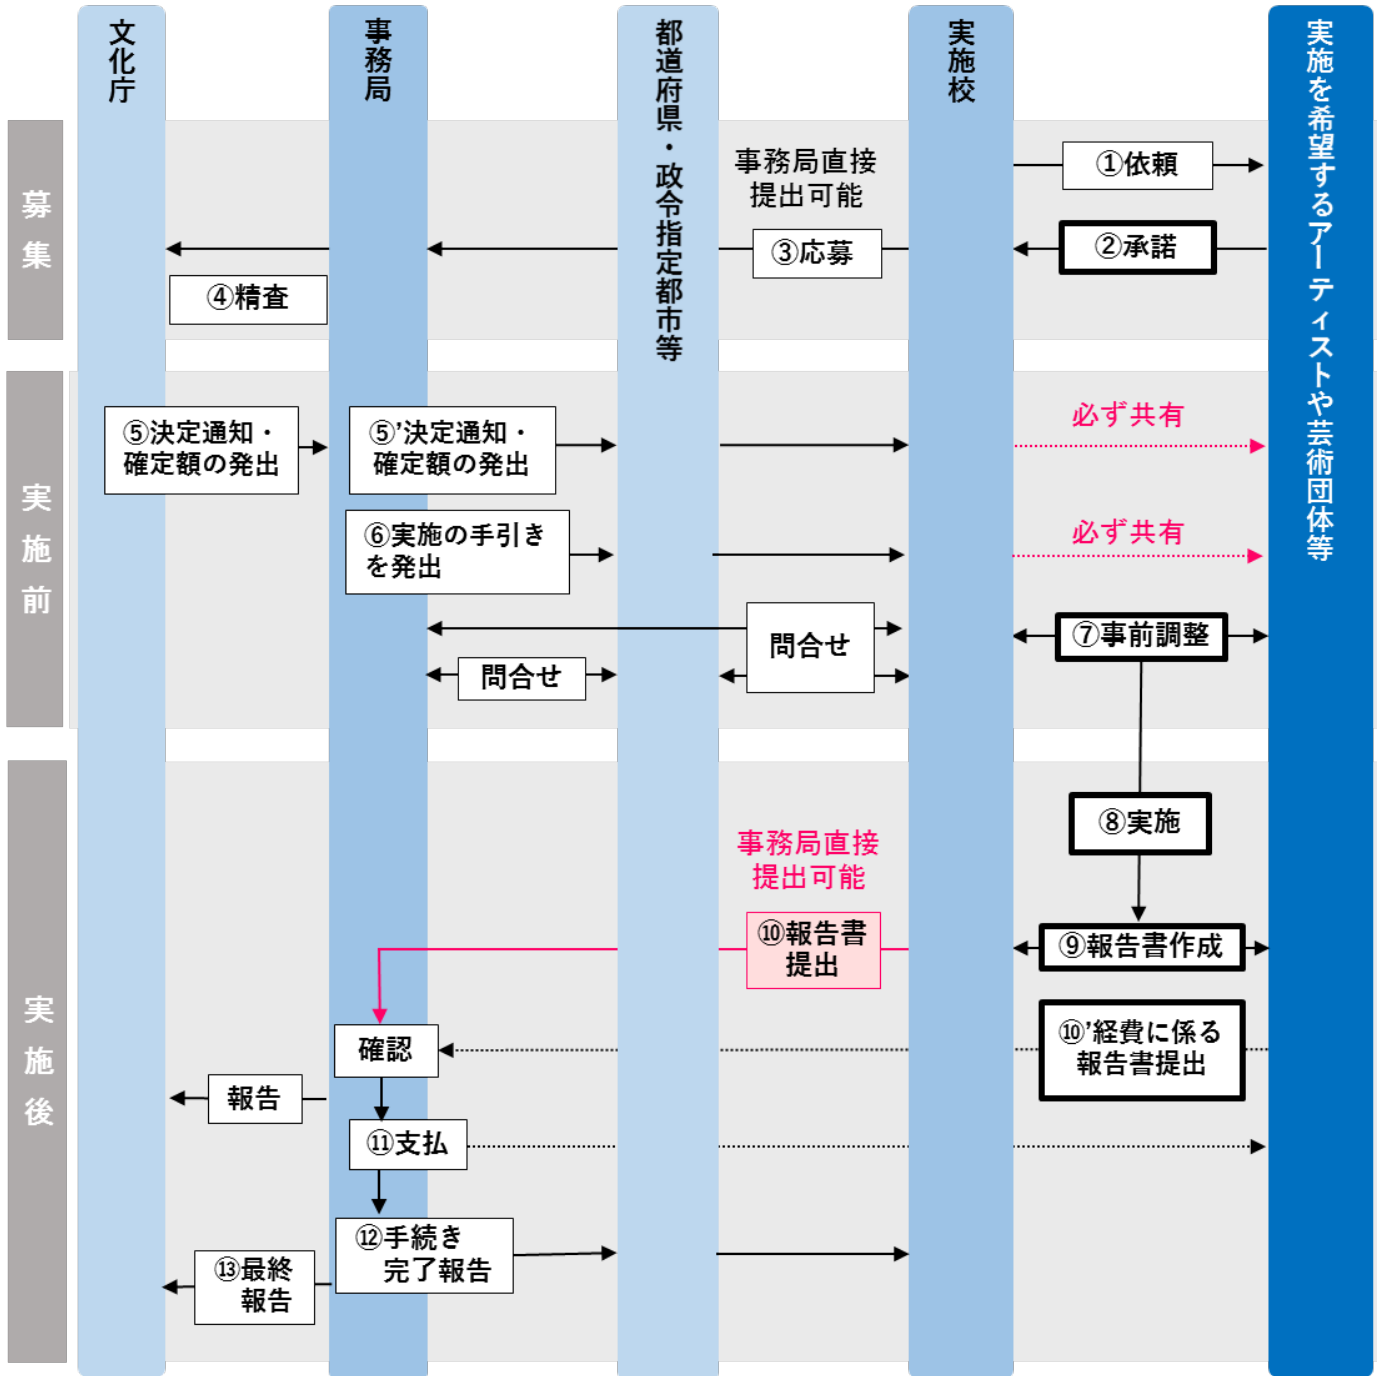 文化庁
事務局
都道府県・政令指定都市等
実施校
実施を希望するアーティストや芸術団体等
募集
事務局直接
提出可能
①依頼
②承諾
③応募
④精査
実施前
⑤決定通知・
確定額の発出
⑤’決定通知・
確定額の発出
必ず共有
⑥実施の手引き
を発出
必ず共有
問合せ
問合せ
⑦事前調整
実施後
⑧実施
事務局直接
提出可能
⑨報告書作成
⑩報告書
提出
⑩’経費に係る
報告書提出
確認
報告
⑪支払
⑫手続き
完了報告
⑬最終
報告